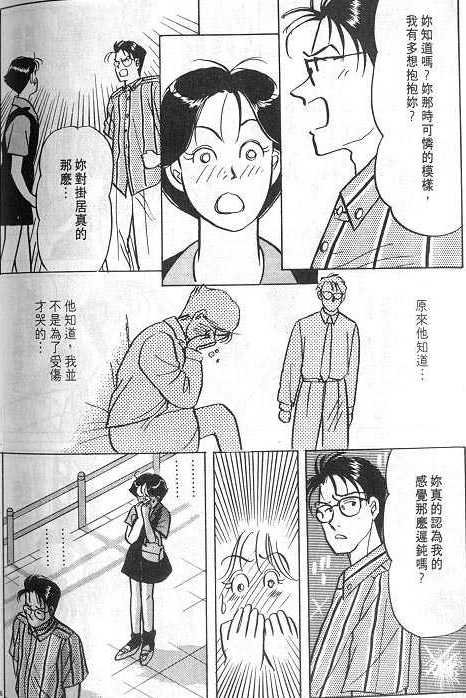 妳知道嗎？妳那時可憐的模樣，
我有多想抱抱妳？
妳對掛居真的
那麼…
原來他知道…
他知道，我並
不是為了受傷
才哭的…
妳真的認為我的
感覺那麼遲鈍嗎？
………
………
………